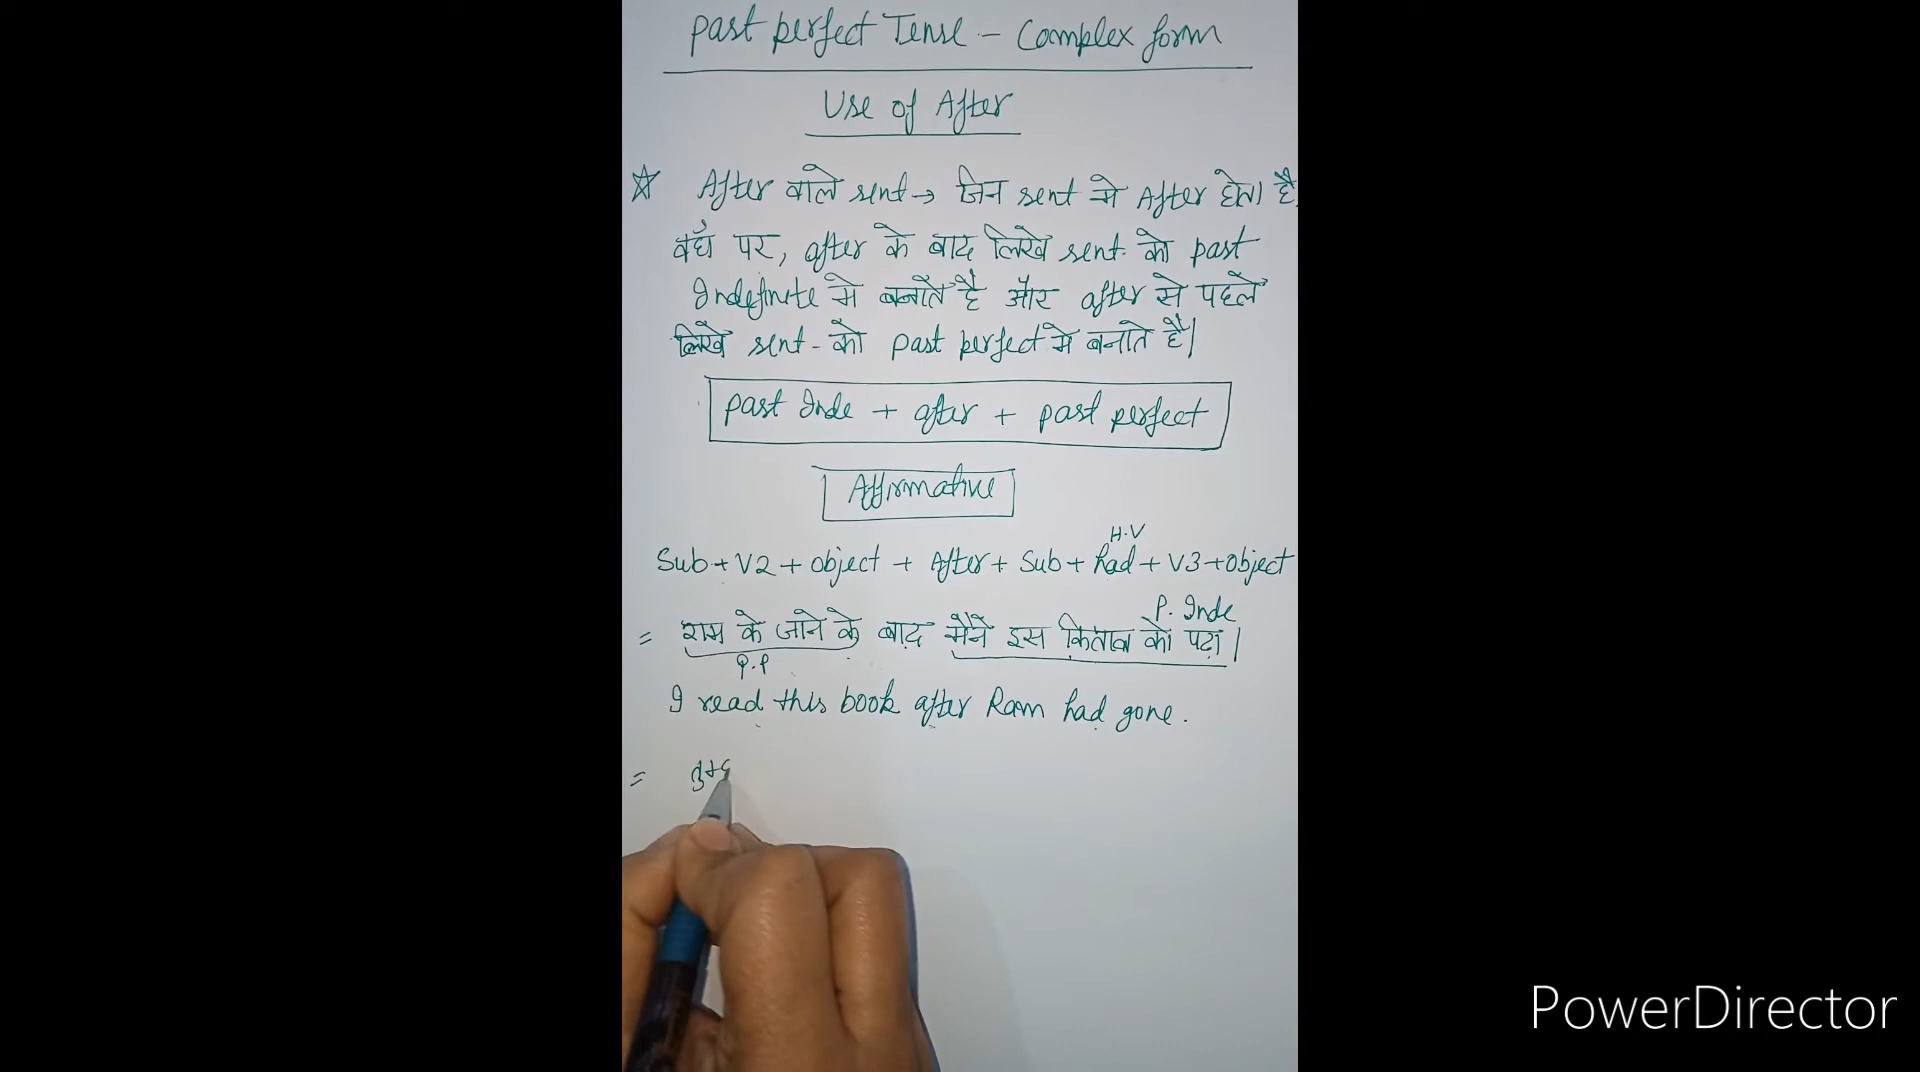 Past perfect Tense - Complex form
Use of After
☆ After वाले sent → जिन sent मे After होता है,
वहाँ पर, after के बाद लिखे sent. को past
Indefinite मे बनाते है और after से पहले
लिखे sent- को past perfect मे बनाते है।
past Inde + after + past perfect
Affirmative
H.V
Sub + V2 + object + After + Sub + had + V3 + Object
P. Inde
= राम के जाने के बाद मैने इस किताब को पढ़ा।
P.P
I read this book after Ram had gone.
=
PowerDirector